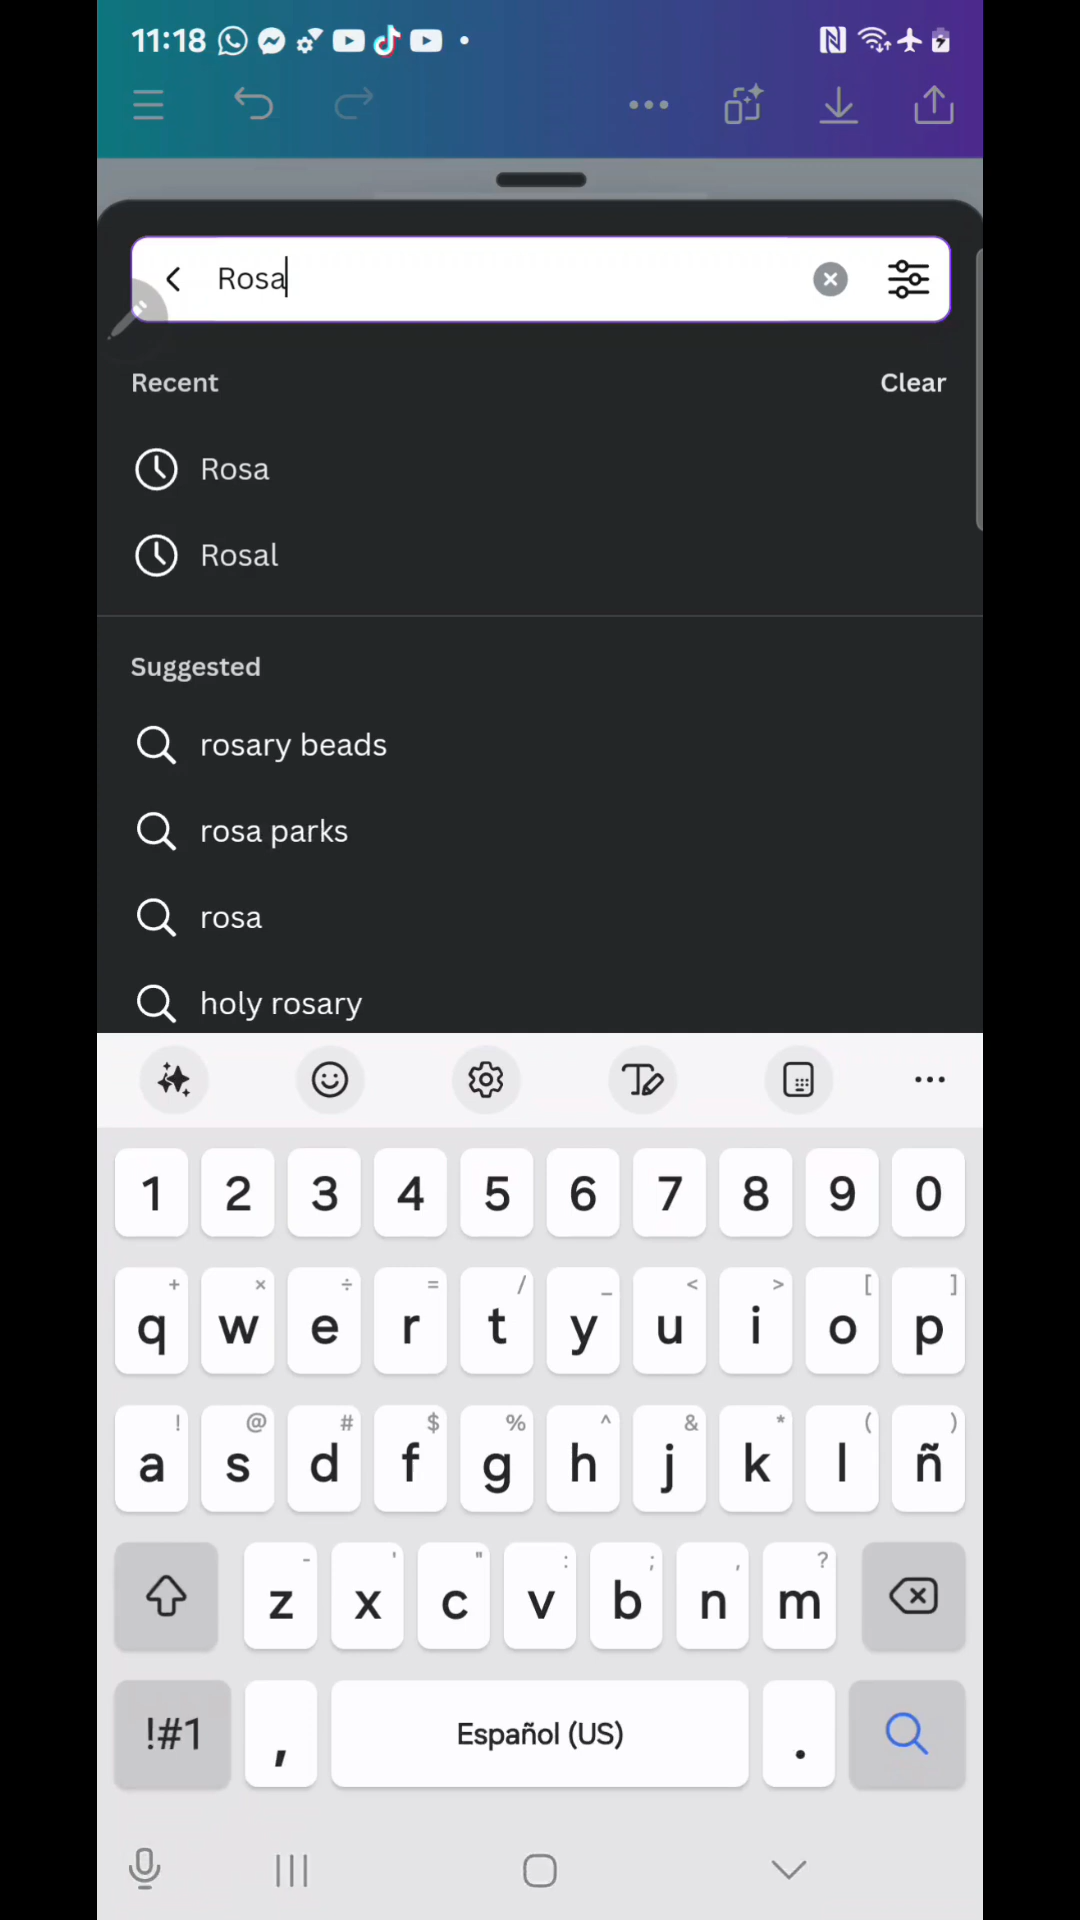 11:18
Rosa
Recent
Clear
Rosa
Rosal
Suggested
rosary beads
rosa parks
rosa
holy rosary
1 2 3 4 5 6 7 8 9 0
+ × ÷ = / _ < > [ ]
q w e r t y u i o p
! @ # $ % ^ & * ( )
a s d f g h j k l ñ
- ' " : ; , ?
z x c v b n m
!#1 , Español (US) .